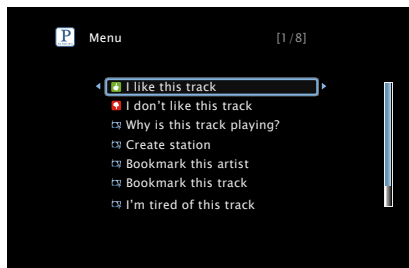 P
Menu [1/8]
I like this track
I don't like this track
Why is this track playing?
Create station
Bookmark this artist
Bookmark this track
I'm tired of this track